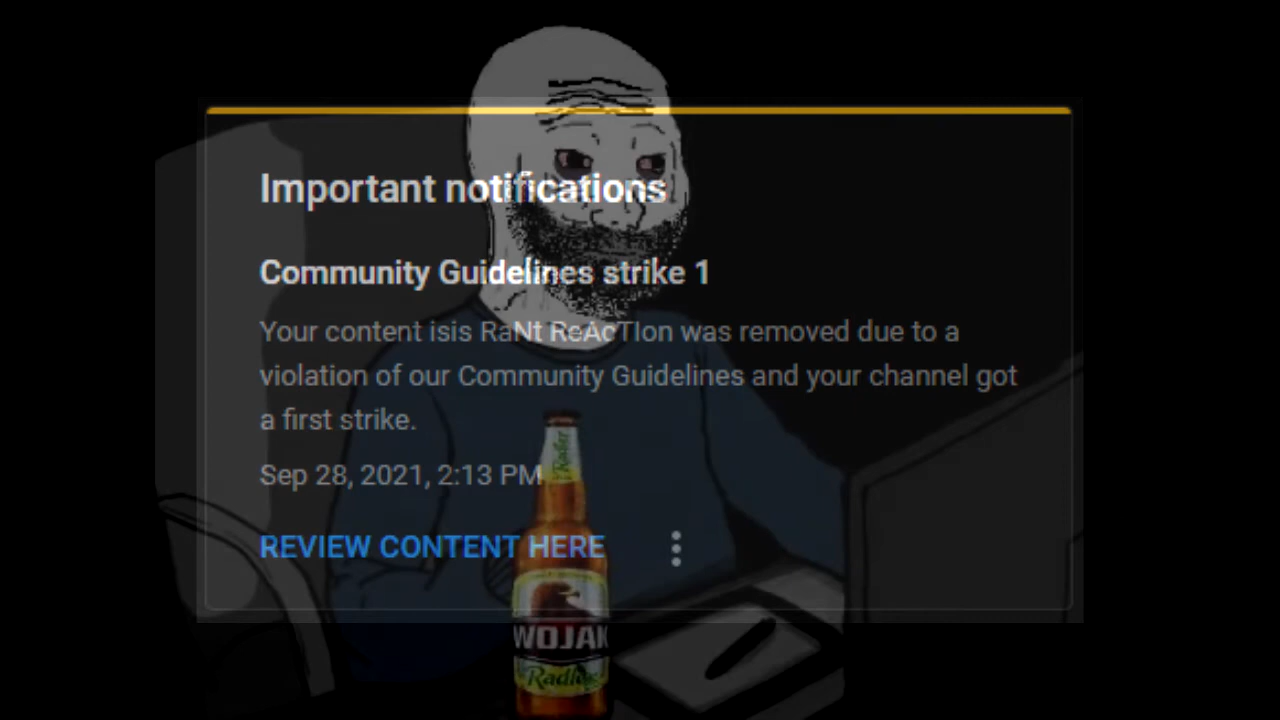 Important notifications
Community Guidelines strike 1
Your content isis RaNt ReAcTIon was removed due to a
violation of our Community Guidelines and your channel got
a first strike.
Sep 28, 2021, 2:13 PM
REVIEW CONTENT HERE
Radler
WOJAK
Radler